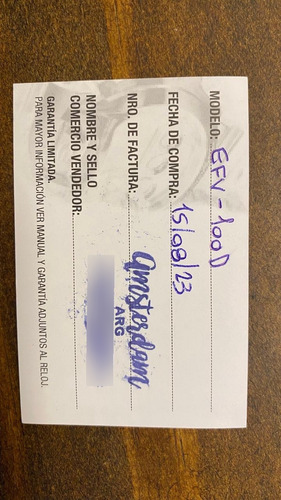 MODELO: EFV-100D
FECHA DE COMPRA: 15/08/23
NRO. DE FACTURA:
NOMBRE Y SELLO
COMERCIO VENDEDOR:
Amsterdam
ARG
GARANTÍA LIMITADA.
PARA MAYOR INFORMACIÓN VER MANUAL Y GARANTÍA ADJUNTOS AL RELOJ.